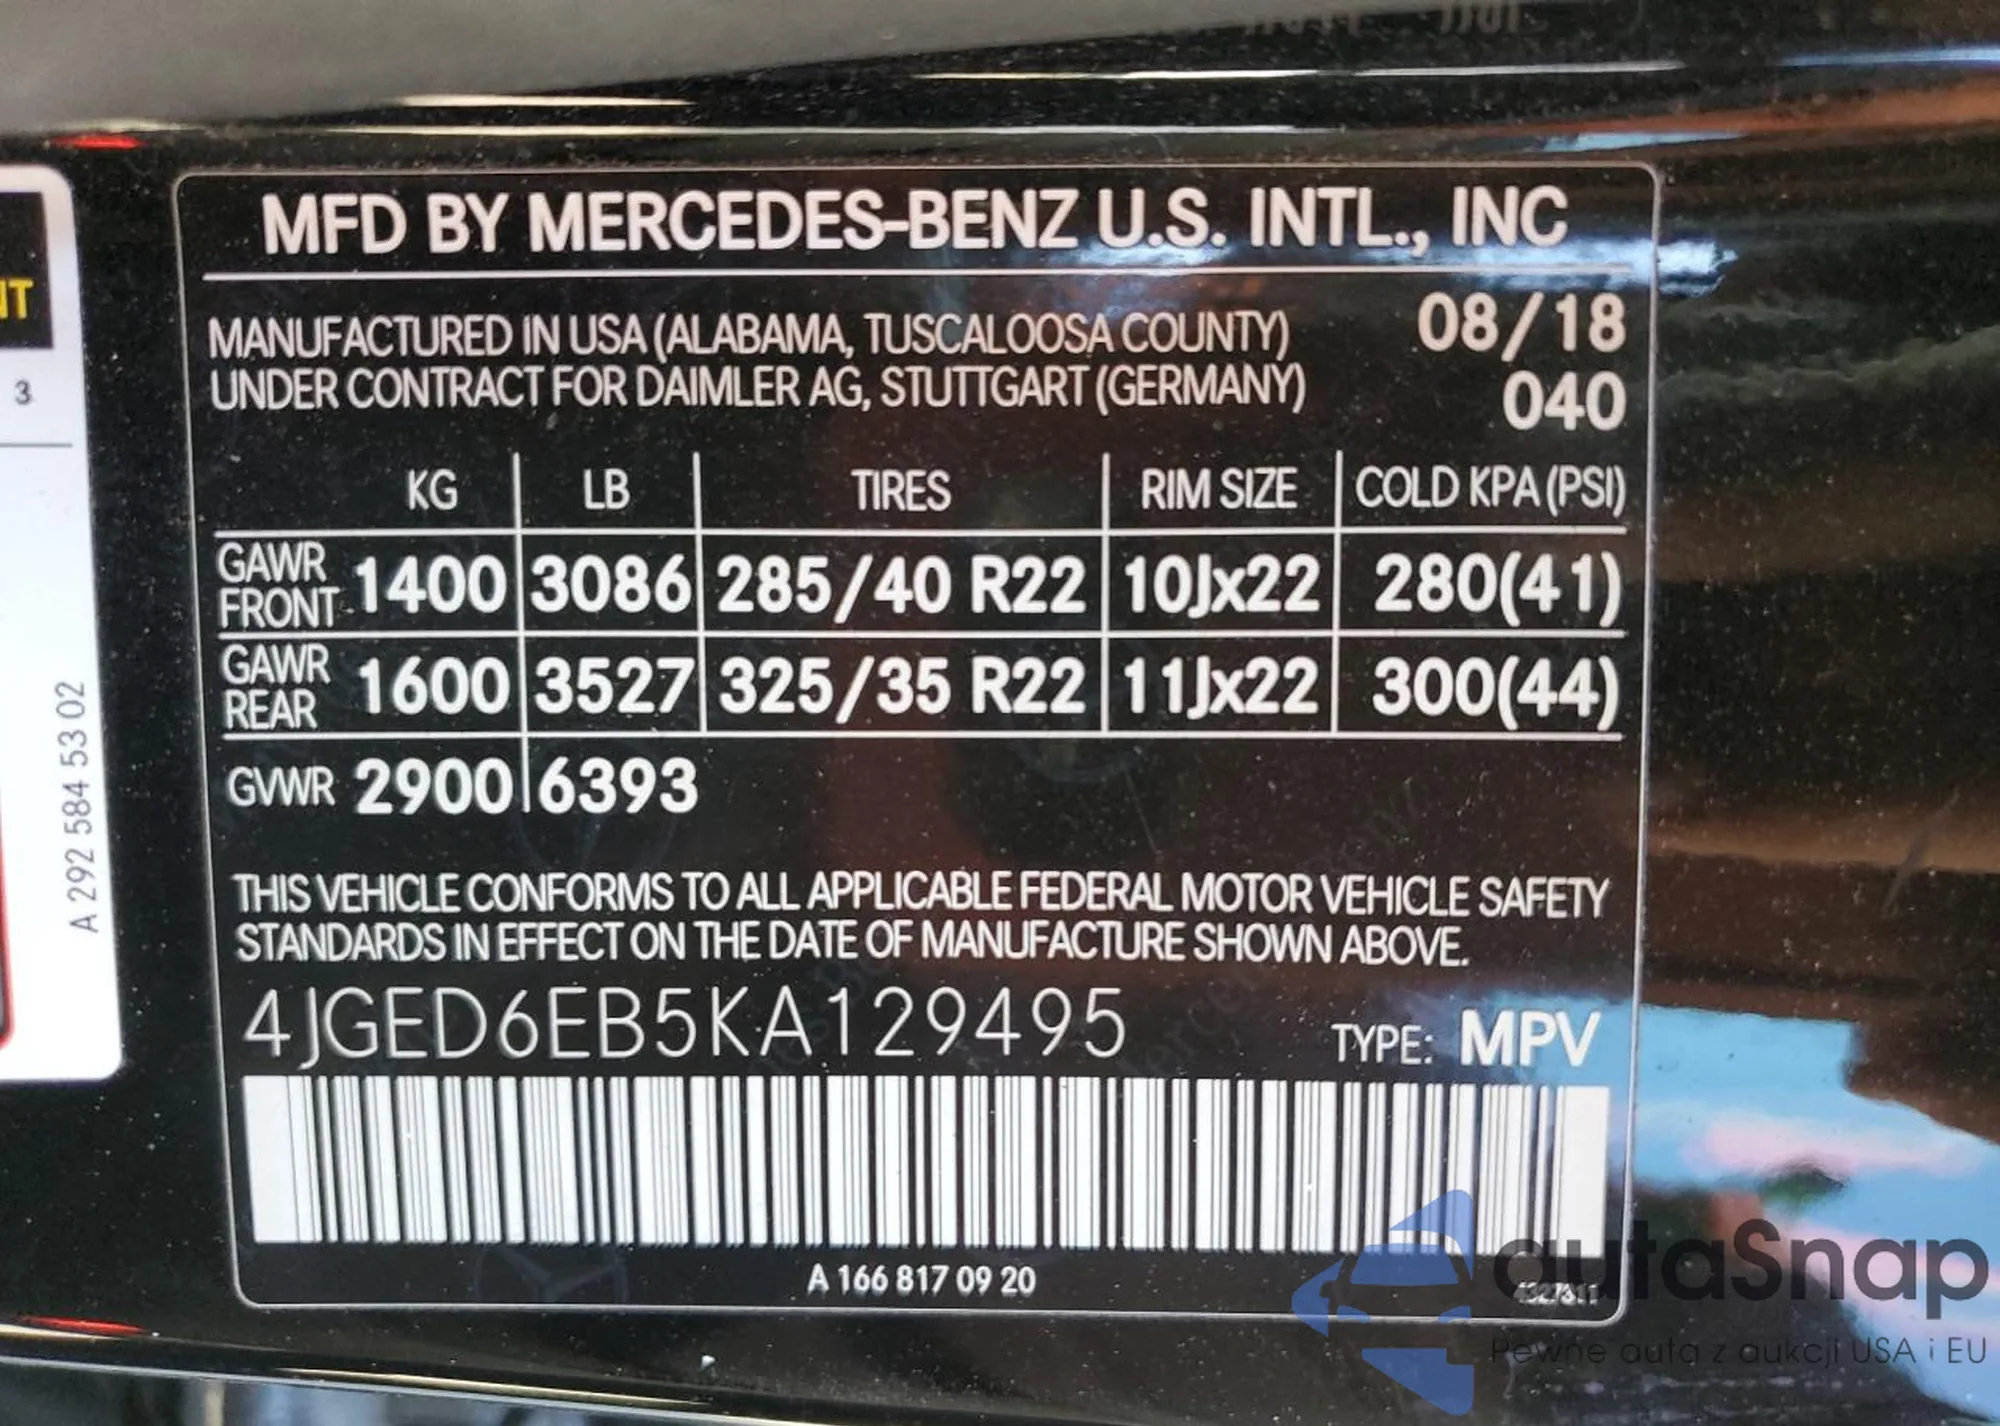 MFD BY MERCEDES-BENZ U.S. INTL., INC
MANUFACTURED IN USA (ALABAMA, TUSCALOOSA COUNTY)
UNDER CONTRACT FOR DAIMLER AG, STUTTGART (GERMANY)
08/18
040
KG LB TIRES RIM SIZE COLD KPA (PSI)
GAWR FRONT 1400 3086 285/40 R22 10Jx22 280(41)
GAWR REAR 1600 3527 325/35 R22 11Jx22 300(44)
GVWR 2900 6393
THIS VEHICLE CONFORMS TO ALL APPLICABLE FEDERAL MOTOR VEHICLE SAFETY
STANDARDS IN EFFECT ON THE DATE OF MANUFACTURE SHOWN ABOVE.
4JGED6EB5KA129495
TYPE: MPV
A 166 817 09 20
NT
3
A 292 584 53 02
autaSnap
Pewne auta z aukcji USA i EU